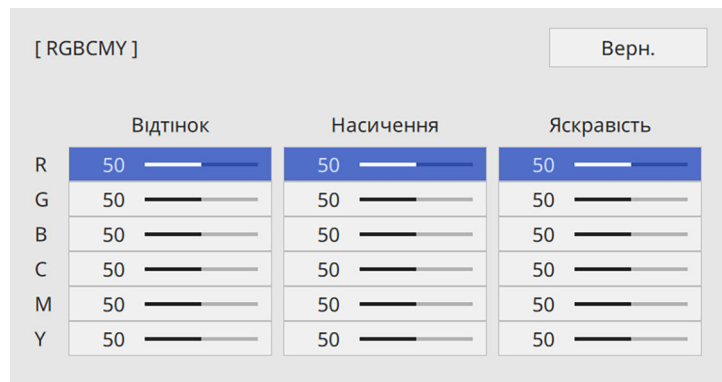 [ RGBCMY ] Верн.
Відтінок Насичення Яскравість
R 50 50 50
G 50 50 50
B 50 50 50
C 50 50 50
M 50 50 50
Y 50 50 50